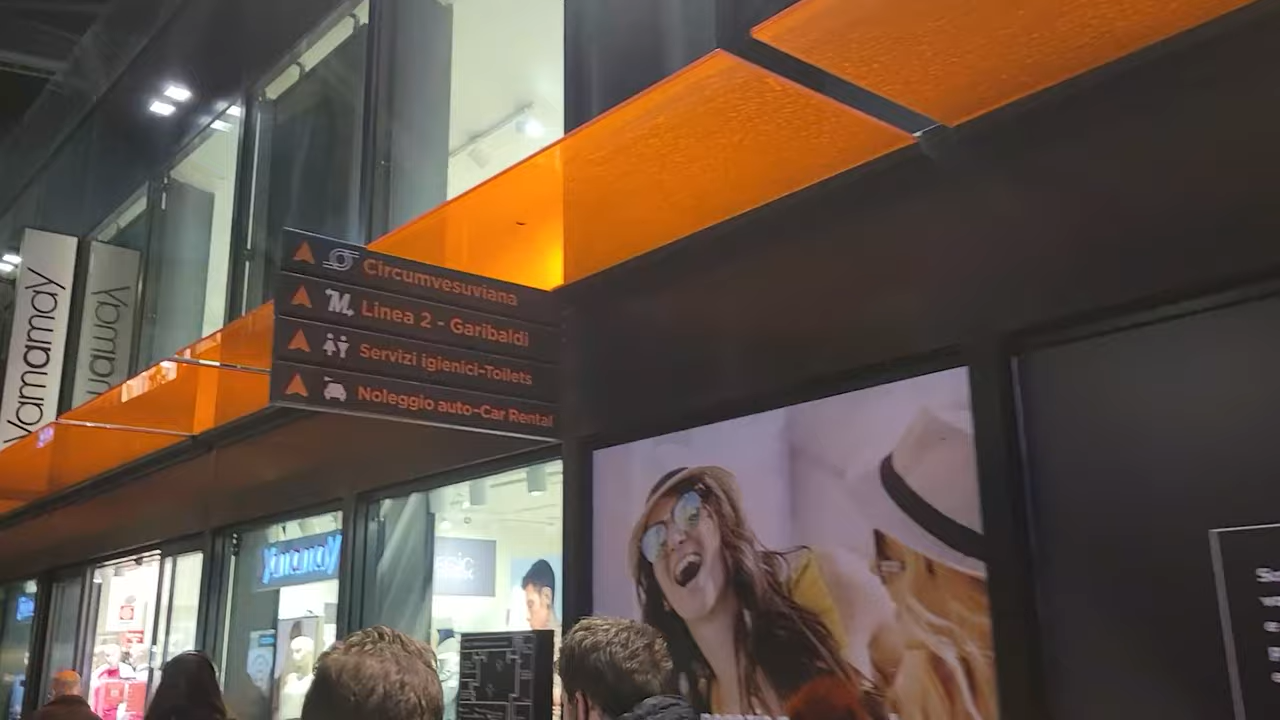 Yamamay
Yamamay
Circumvesuviana
M Linea 2 - Garibaldi
Servizi igienici-Toilets
Noleggio auto-Car Rental
Yamamay